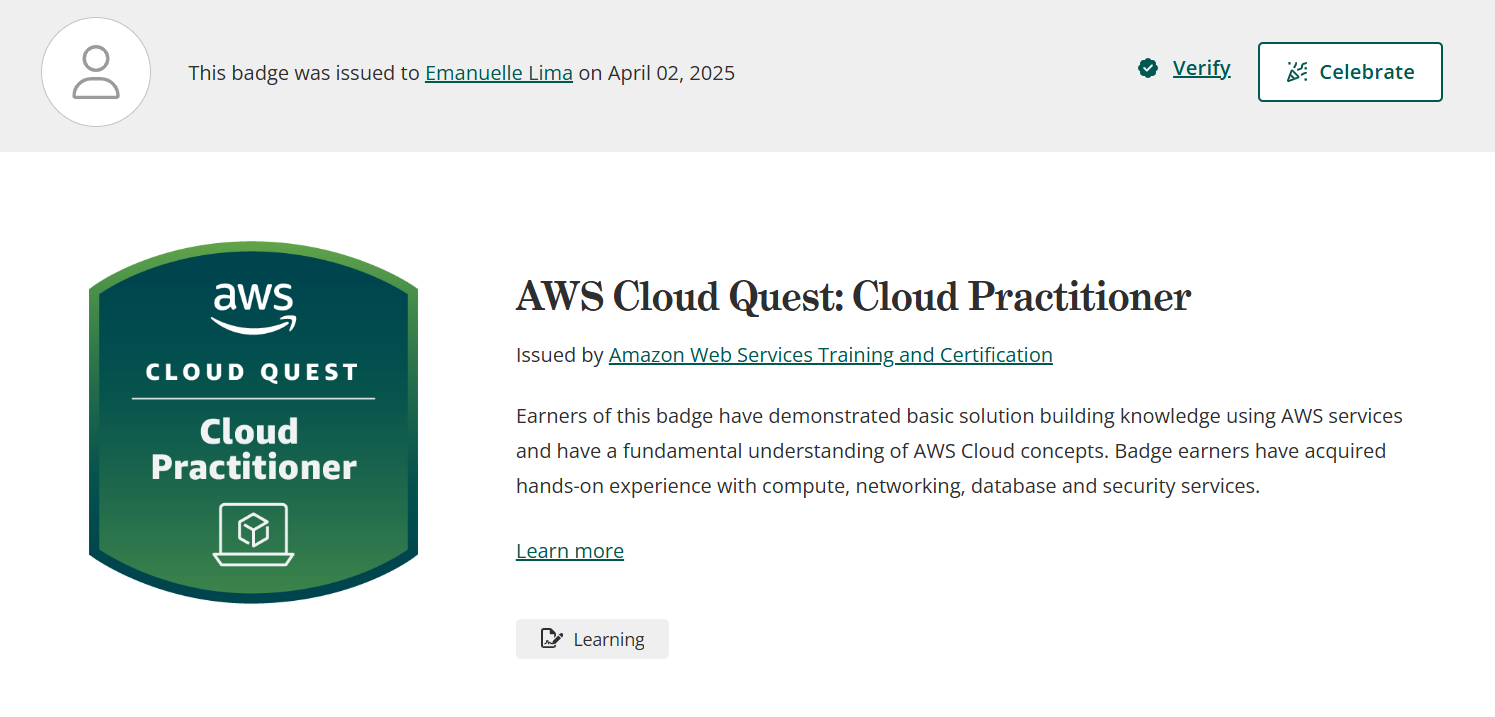 This badge was issued to Emanuelle Lima on April 02, 2025
Verify
Celebrate
aws
CLOUD QUEST
Cloud
Practitioner
AWS Cloud Quest: Cloud Practitioner
Issued by Amazon Web Services Training and Certification
Earners of this badge have demonstrated basic solution building knowledge using AWS services
and have a fundamental understanding of AWS Cloud concepts. Badge earners have acquired
hands-on experience with compute, networking, database and security services.
Learn more
Learning